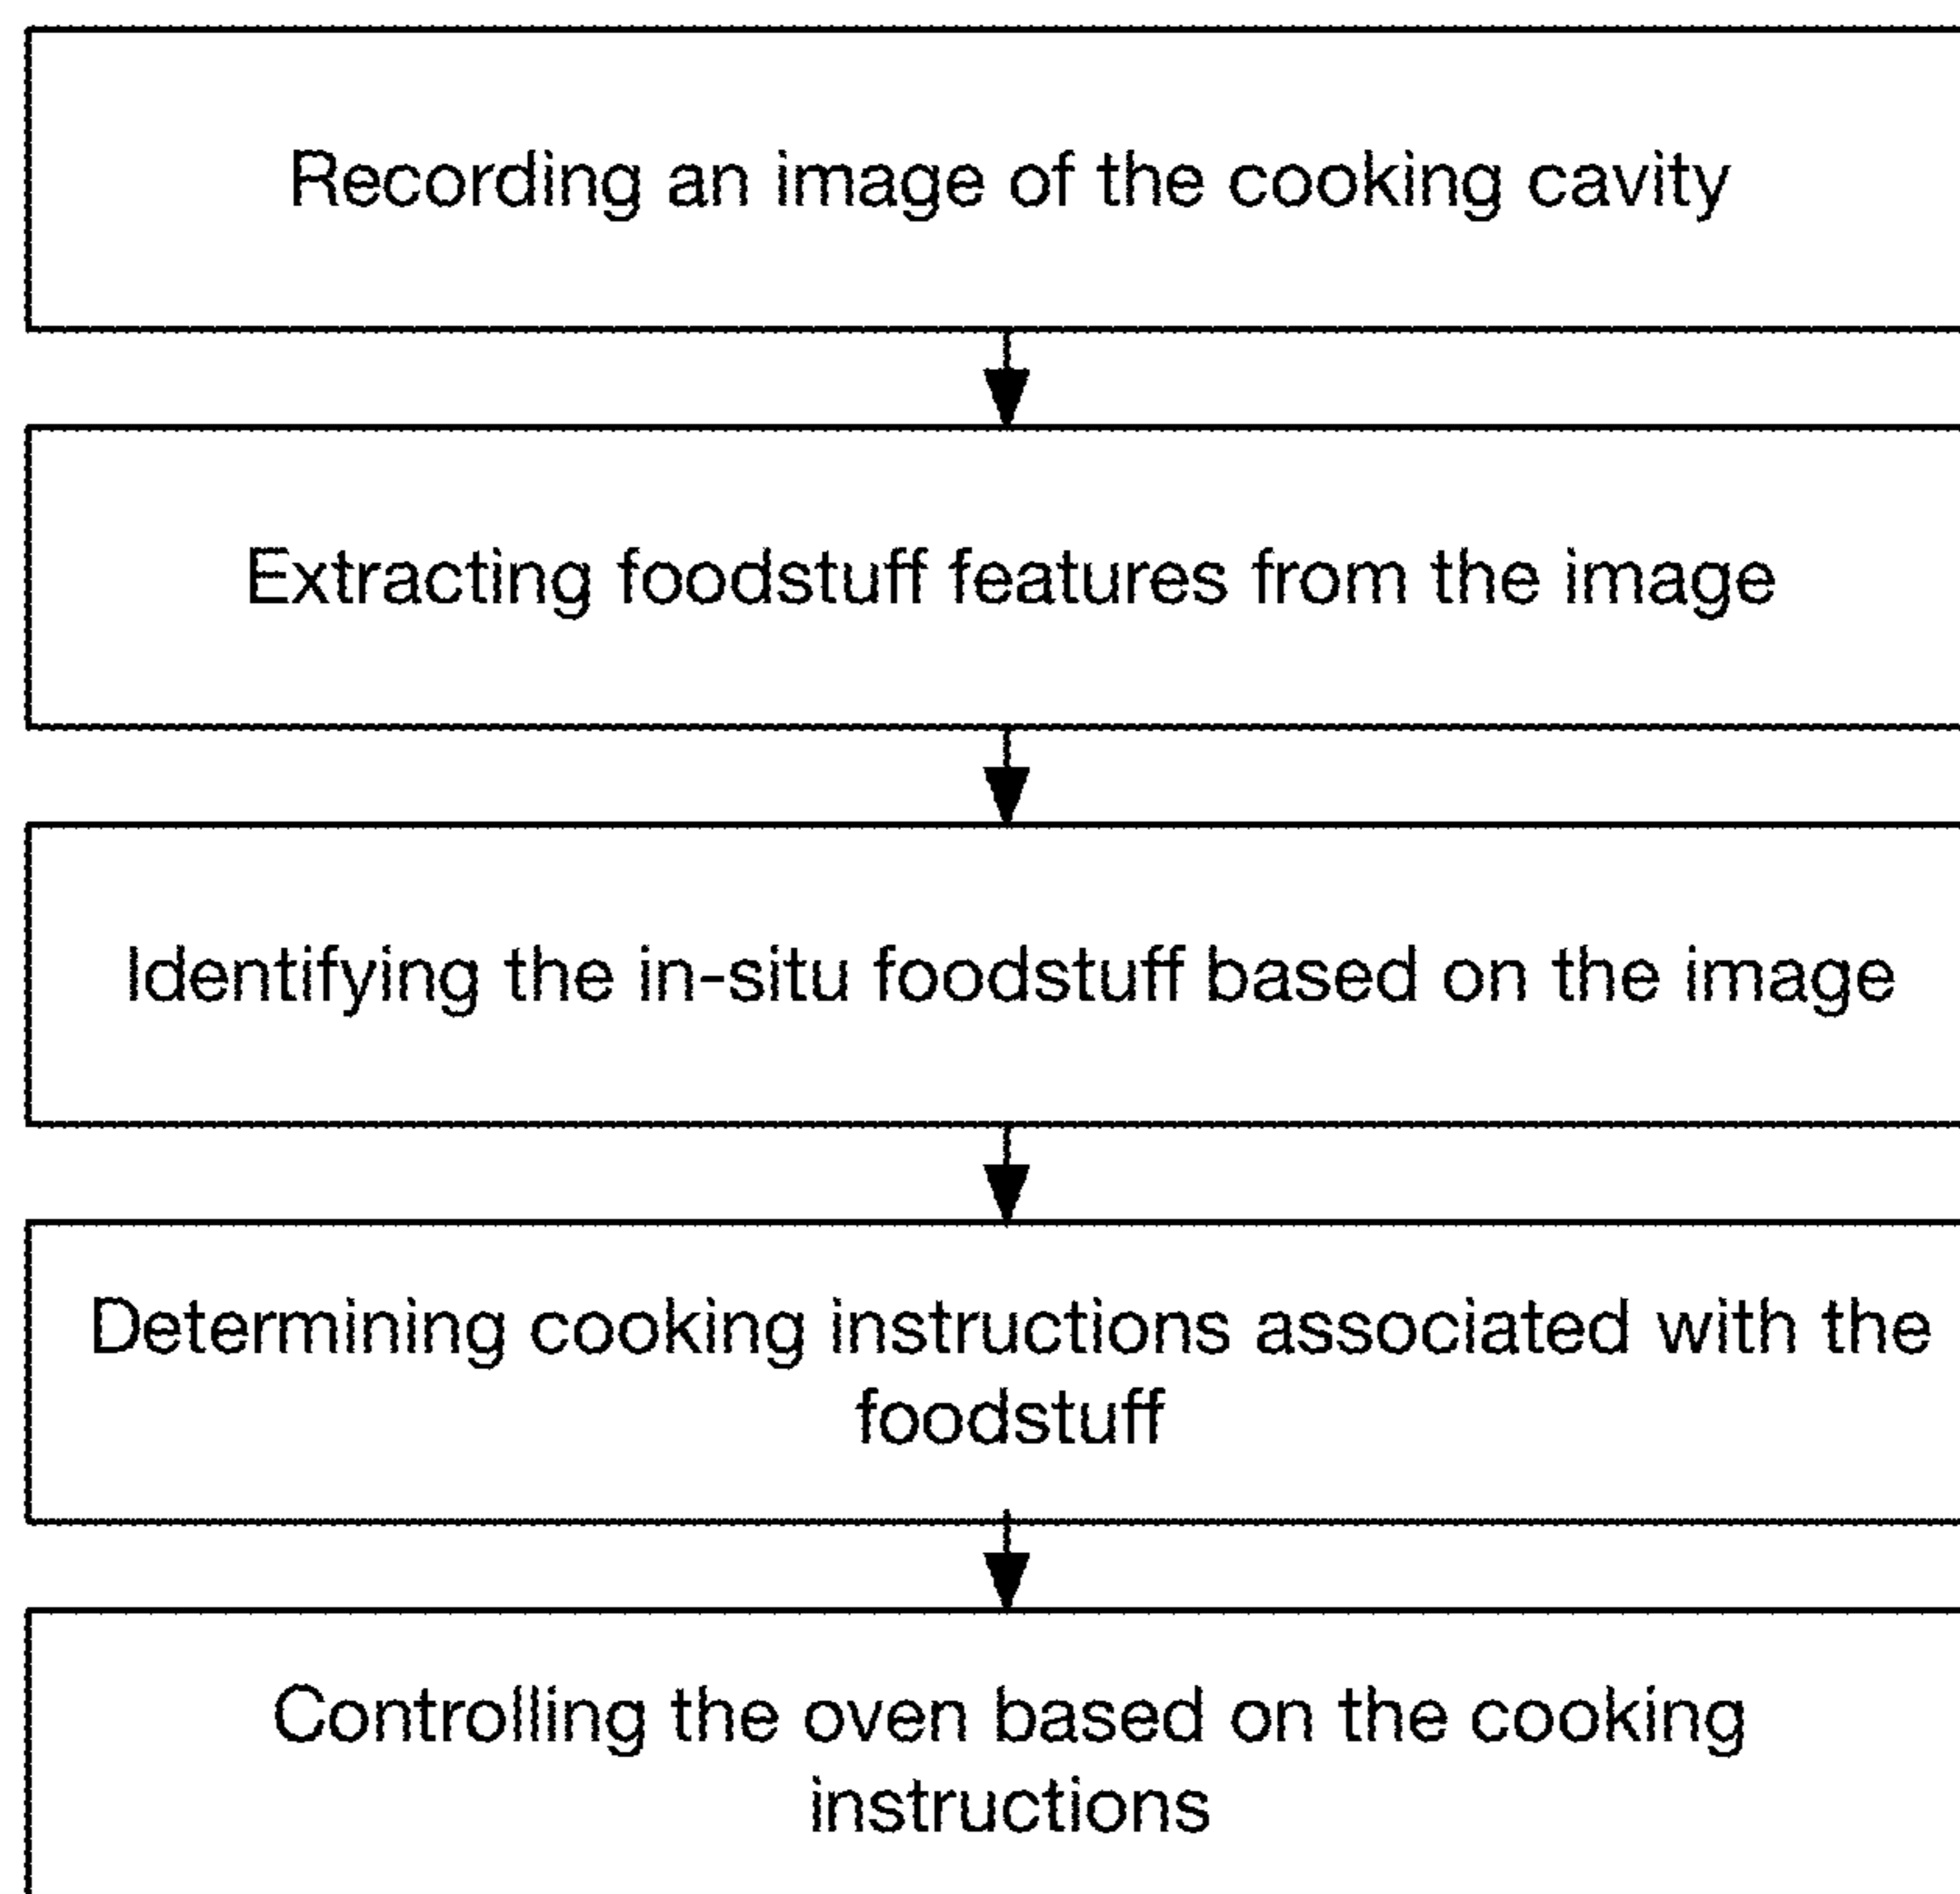 Recording an image of the cooking cavity
Extracting foodstuff features from the image
Identifying the in-situ foodstuff based on the image
Determining cooking instructions associated with the
foodstuff
Controlling the oven based on the cooking
instructions